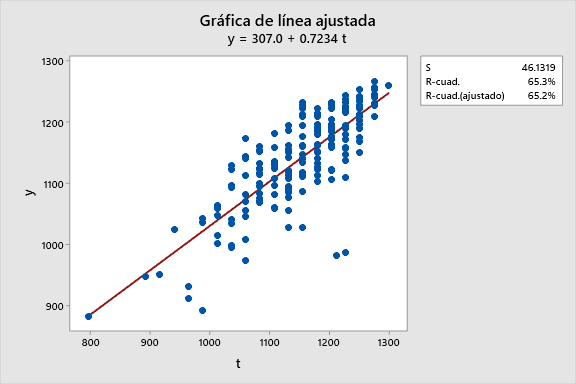 Gráfica de línea ajustada
y = 307.0 + 0.7234 t
S 46.1319
R-cuad. 65.3%
R-cuad.(ajustado) 65.2%
1300
1200
1100
1000
900
y
800 900 1000 1100 1200 1300
t